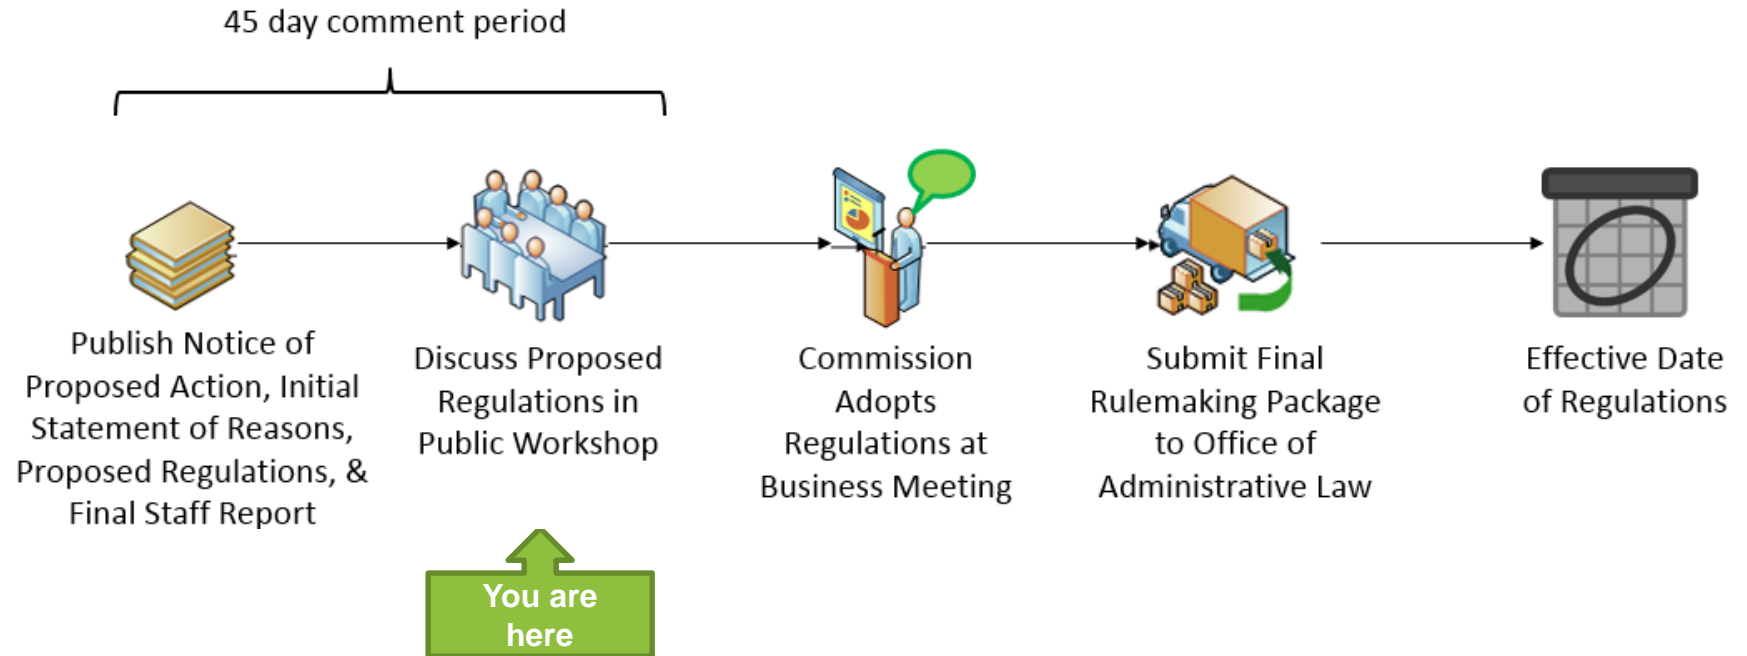 45 day comment period
Publish Notice of
Proposed Action, Initial
Statement of Reasons,
Proposed Regulations, &
Final Staff Report
Discuss Proposed
Regulations in
Public Workshop
Commission
Adopts
Regulations at
Business Meeting
Submit Final
Rulemaking Package
to Office of
Administrative Law
Effective Date
of Regulations
You are
here